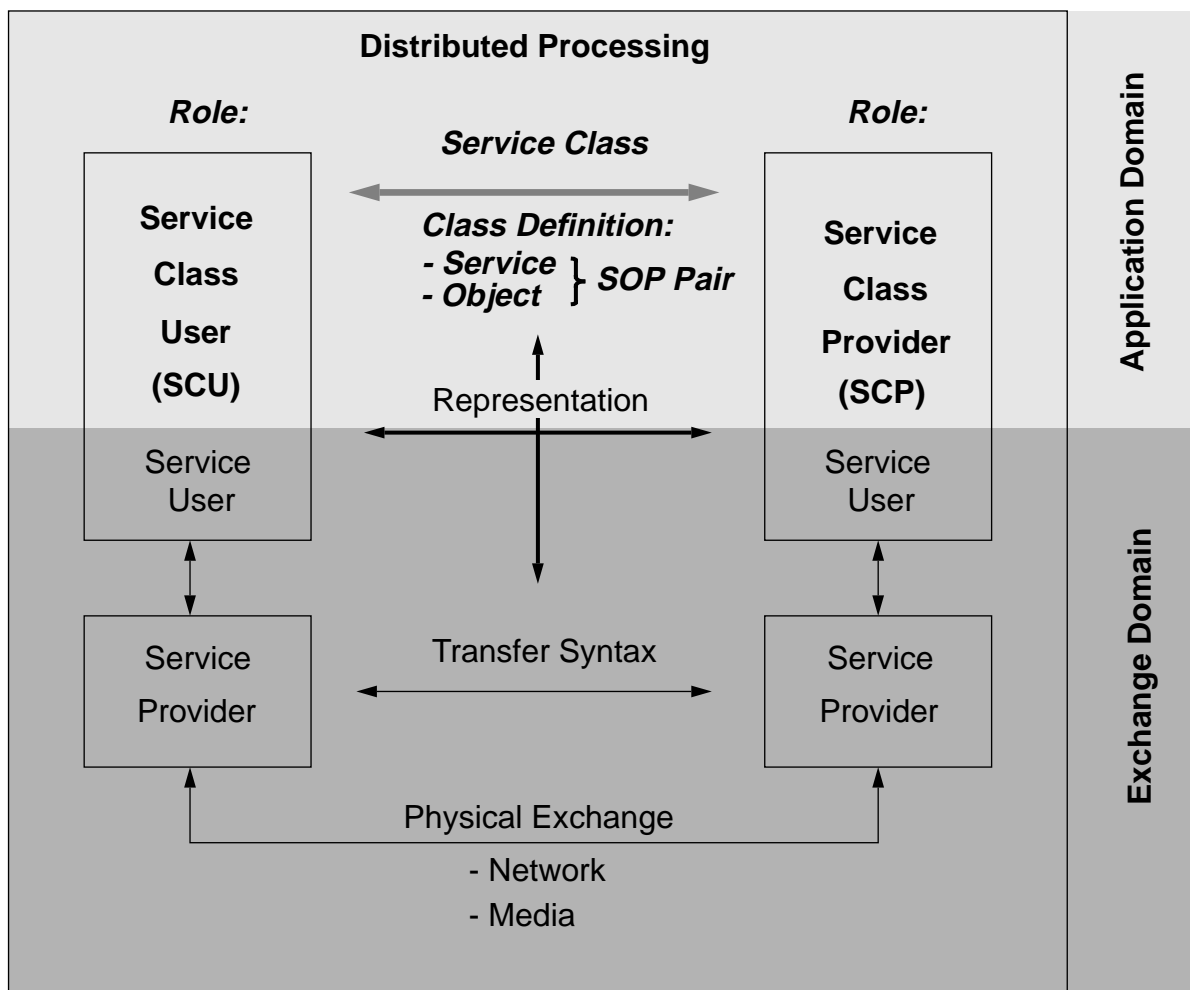 Distributed Processing
Role:
Role:
Service Class
Service
Class
User
(SCU)
Class Definition:
- Service
- Object
} SOP Pair
Service
Class
Provider
(SCP)
Representation
Service
User
Service
User
Service
Provider
Transfer Syntax
Service
Provider
Physical Exchange
- Network
- Media
Application Domain
Exchange Domain